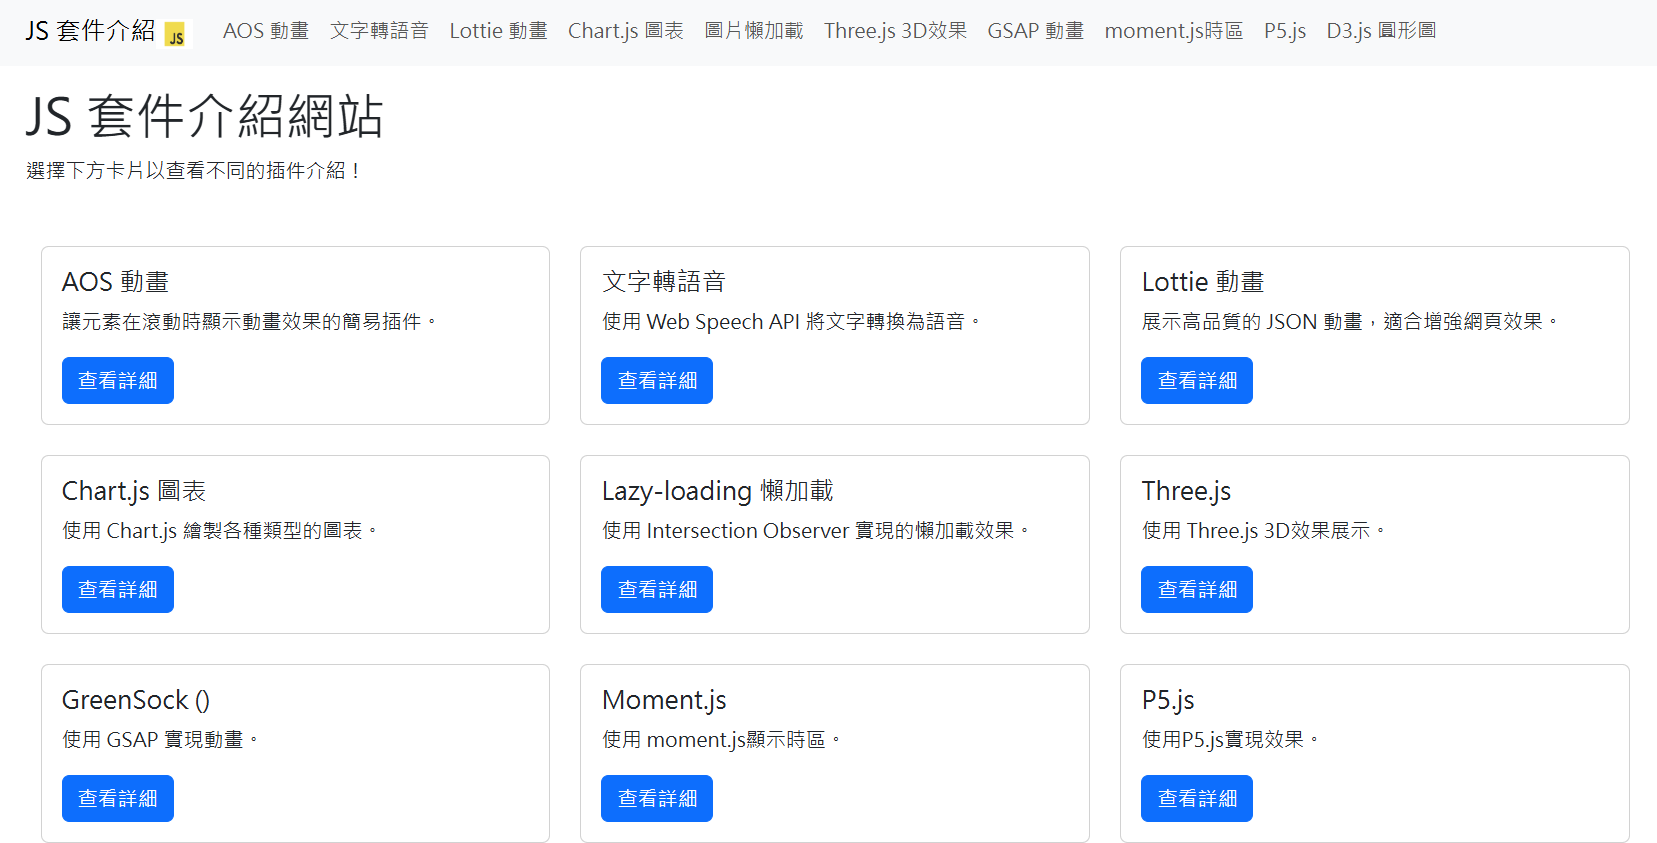 JS 套件介紹 JS AOS 動畫 文字轉語音 Lottie 動畫 Chart.js 圖表 圖片懶加載 Three.js 3D效果 GSAP 動畫 moment.js時區 P5.js D3.js 圓形圖
JS 套件介紹網站
選擇下方卡片以查看不同的插件介紹！
AOS 動畫
讓元素在滾動時顯示動畫效果的簡易插件。
查看詳細
文字轉語音
使用 Web Speech API 將文字轉換為語音。
查看詳細
Lottie 動畫
展示高品質的 JSON 動畫，適合增強網頁效果。
查看詳細
Chart.js 圖表
使用 Chart.js 繪製各種類型的圖表。
查看詳細
Lazy-loading 懶加載
使用 Intersection Observer 實現的懶加載效果。
查看詳細
Three.js
使用 Three.js 3D效果展示。
查看詳細
GreenSock ()
使用 GSAP 實現動畫。
查看詳細
Moment.js
使用 moment.js顯示時區。
查看詳細
P5.js
使用P5.js實現效果。
查看詳細